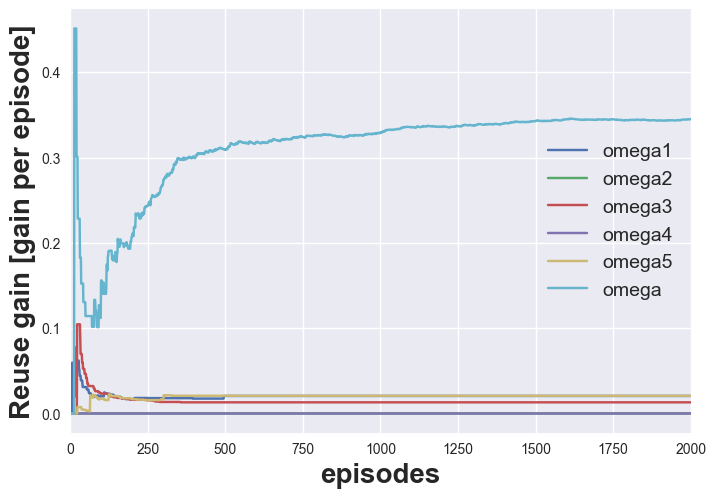 Reuse gain [gain per episode]
0.4
0.3
0.2
0.1
0.0
omega1
omega2
omega3
omega4
omega5
omega
0 250 500 750 1000 1250 1500 1750 2000
episodes